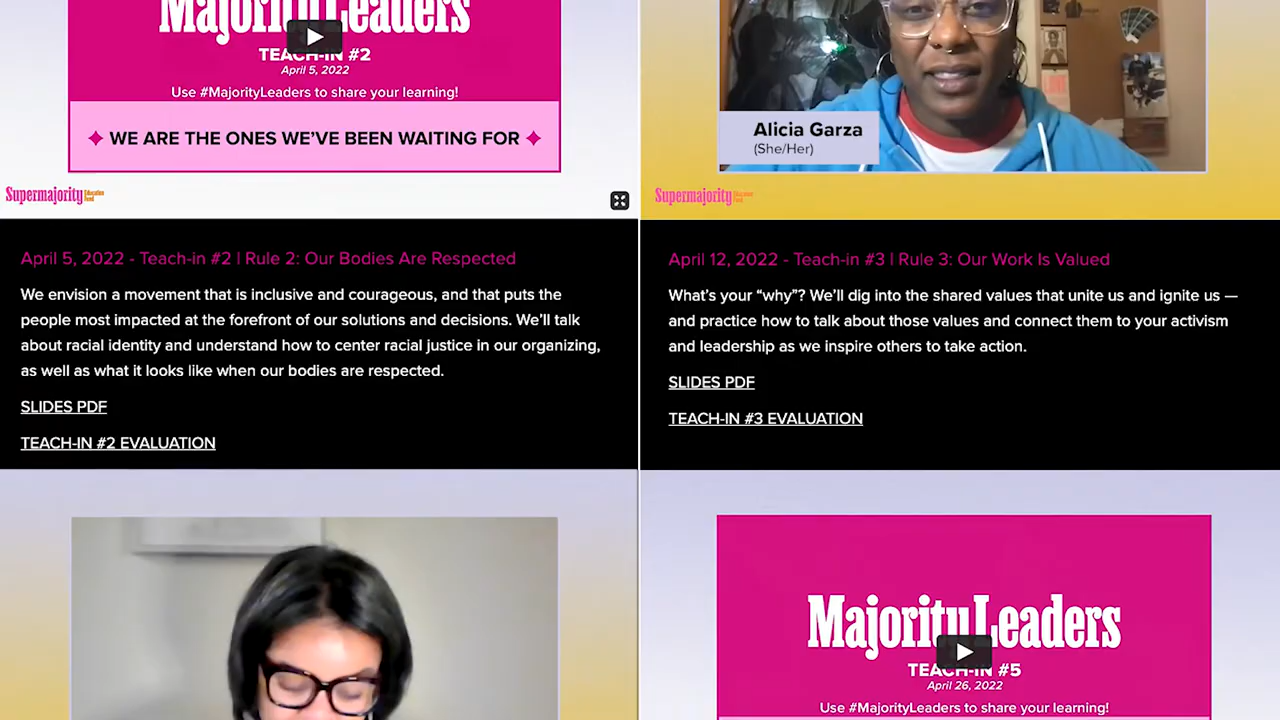 MajorityLeaders
TEACH-IN #2
April 5, 2022
Use #MajorityLeaders to share your learning!
WE ARE THE ONES WE'VE BEEN WAITING FOR
Supermajority Education Fund
April 5, 2022 - Teach-in #2 | Rule 2: Our Bodies Are Respected
We envision a movement that is inclusive and courageous, and that puts the
people most impacted at the forefront of our solutions and decisions. We'll talk
about racial identity and understand how to center racial justice in our organizing,
as well as what it looks like when our bodies are respected.
SLIDES PDF
TEACH-IN #2 EVALUATION
Alicia Garza
(She/Her)
Supermajority Education Fund
April 12, 2022 - Teach-in #3 | Rule 3: Our Work Is Valued
What's your “why”? We'll dig into the shared values that unite us and ignite us —
and practice how to talk about those values and connect them to your activism
and leadership as we inspire others to take action.
SLIDES PDF
TEACH-IN #3 EVALUATION
MajorityLeaders
TEACH-IN #5
April 26, 2022
Use #MajorityLeaders to share your learning!